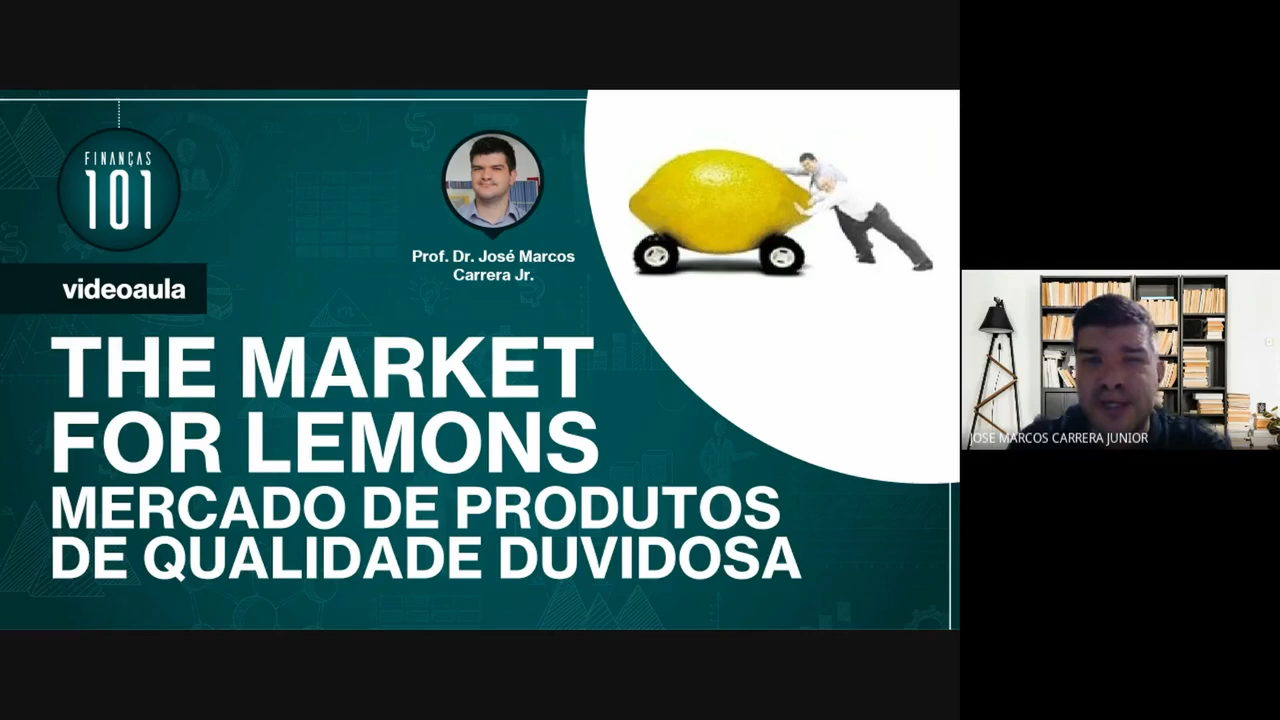 FINANÇAS
101
Prof. Dr. José Marcos
Carrera Jr.
videoaula
THE MARKET
FOR LEMONS
MERCADO DE PRODUTOS
DE QUALIDADE DUVIDOSA
JOSE MARCOS CARRERA JUNIOR